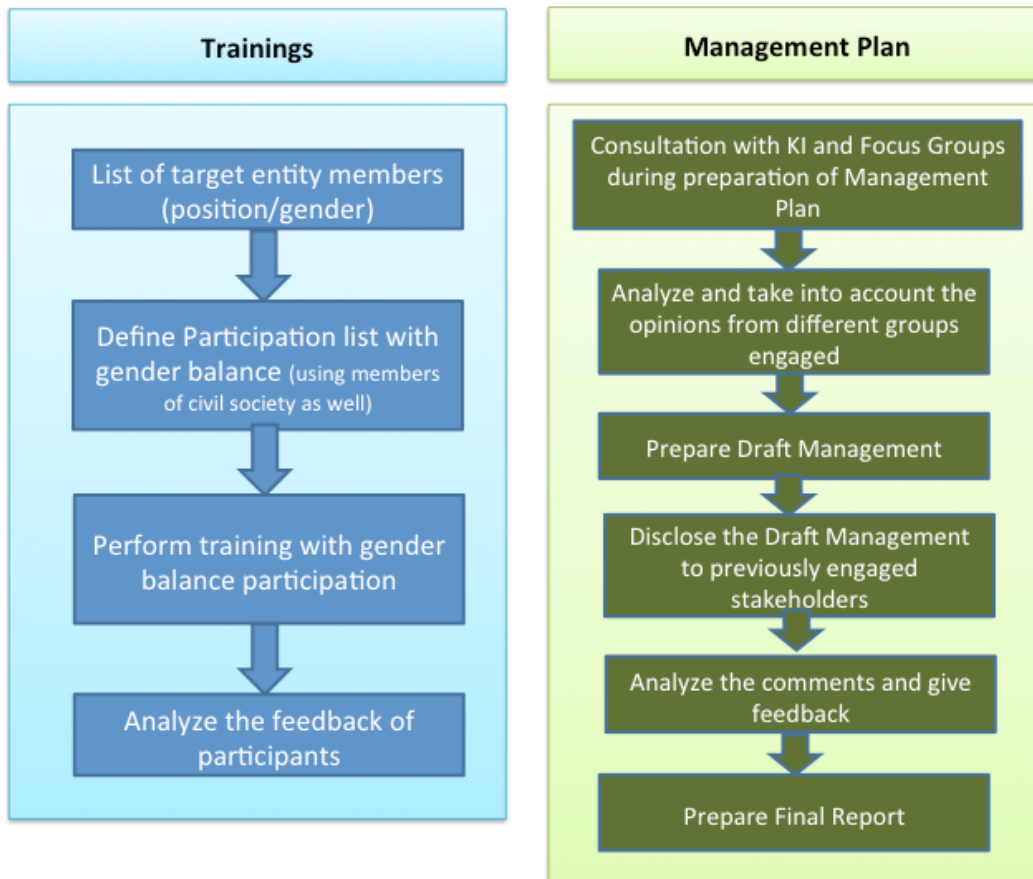 Trainings
List of target entity members
(position/gender)
Define Participation list with
gender balance (using members
of civil society as well)
Perform training with gender
balance participation
Analyze the feedback of
participants
Management Plan
Consultation with KI and Focus Groups
during preparation of Management
Plan
Analyze and take into account the
opinions from different groups
engaged
Prepare Draft Management
Disclose the Draft Management
to previously engaged
stakeholders
Analyze the comments and give
feedback
Prepare Final Report